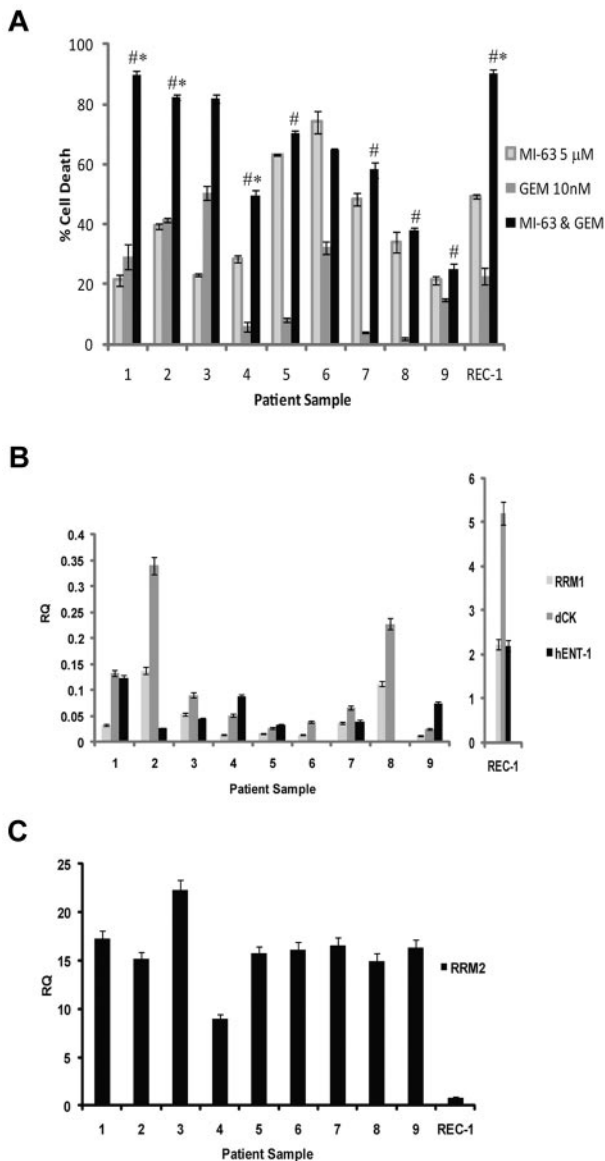 A
% Cell Death
100
80
60
40
20
0
#*
#*
#*
#
#
#
#
#*
1 2 3 4 5 6 7 8 9 REC-1
Patient Sample
MI-63 5 µM
GEM 10nM
MI-63 & GEM
B
RQ
0.4
0.35
0.3
0.25
0.2
0.15
0.1
0.05
0
1 2 3 4 5 6 7 8 9
Patient Sample
6
5
4
3
2
1
0
REC-1
RRM1
dCK
hENT-1
C
RQ
25
20
15
10
5
0
1 2 3 4 5 6 7 8 9 REC-1
Patient Sample
RRM2